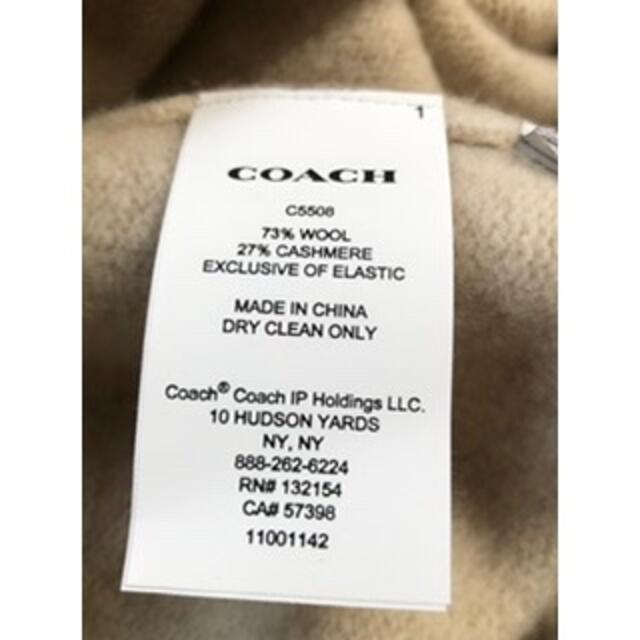 1
COACH
C5508
73% WOOL
27% CASHMERE
EXCLUSIVE OF ELASTIC
MADE IN CHINA
DRY CLEAN ONLY
Coach® Coach IP Holdings LLC.
10 HUDSON YARDS
NY, NY
888-262-6224
RN# 132154
CA# 57398
11001142